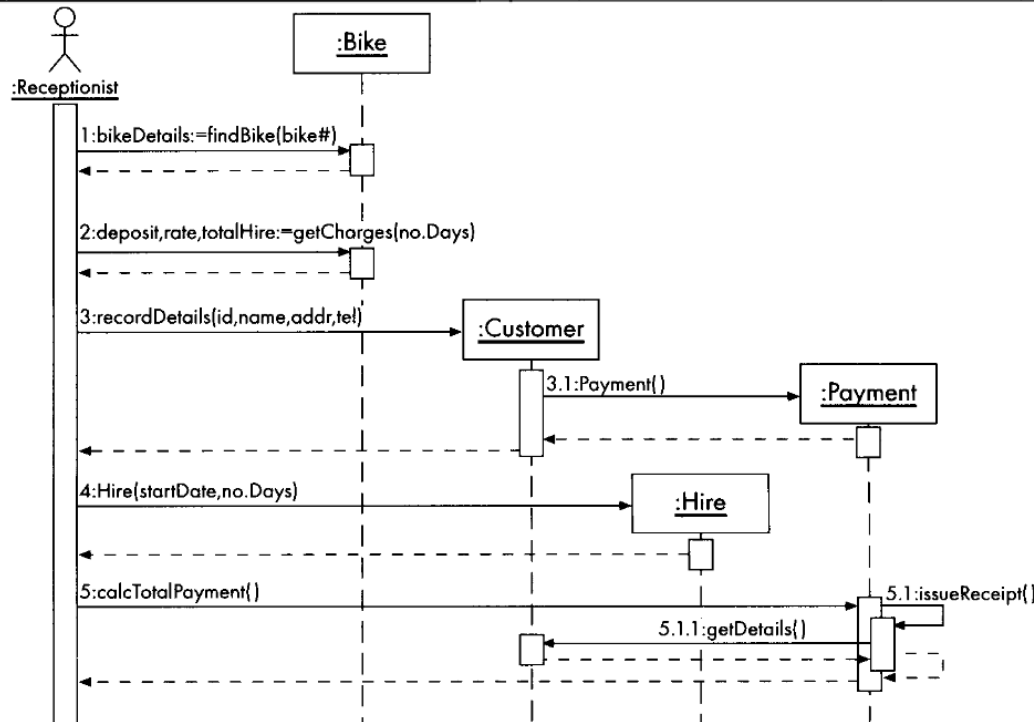 :Bike
:Receptionist
1:bikeDetails:=findBike(bike#)
2:deposit,rate,totalHire:=getCharges(no.Days)
3:recordDetails(id,name,addr,tel)
:Customer
3.1:Payment()
:Payment
4:Hire(startDate,no.Days)
:Hire
5:calcTotalPayment()
5.1:issueReceipt()
5.1.1:getDetails()